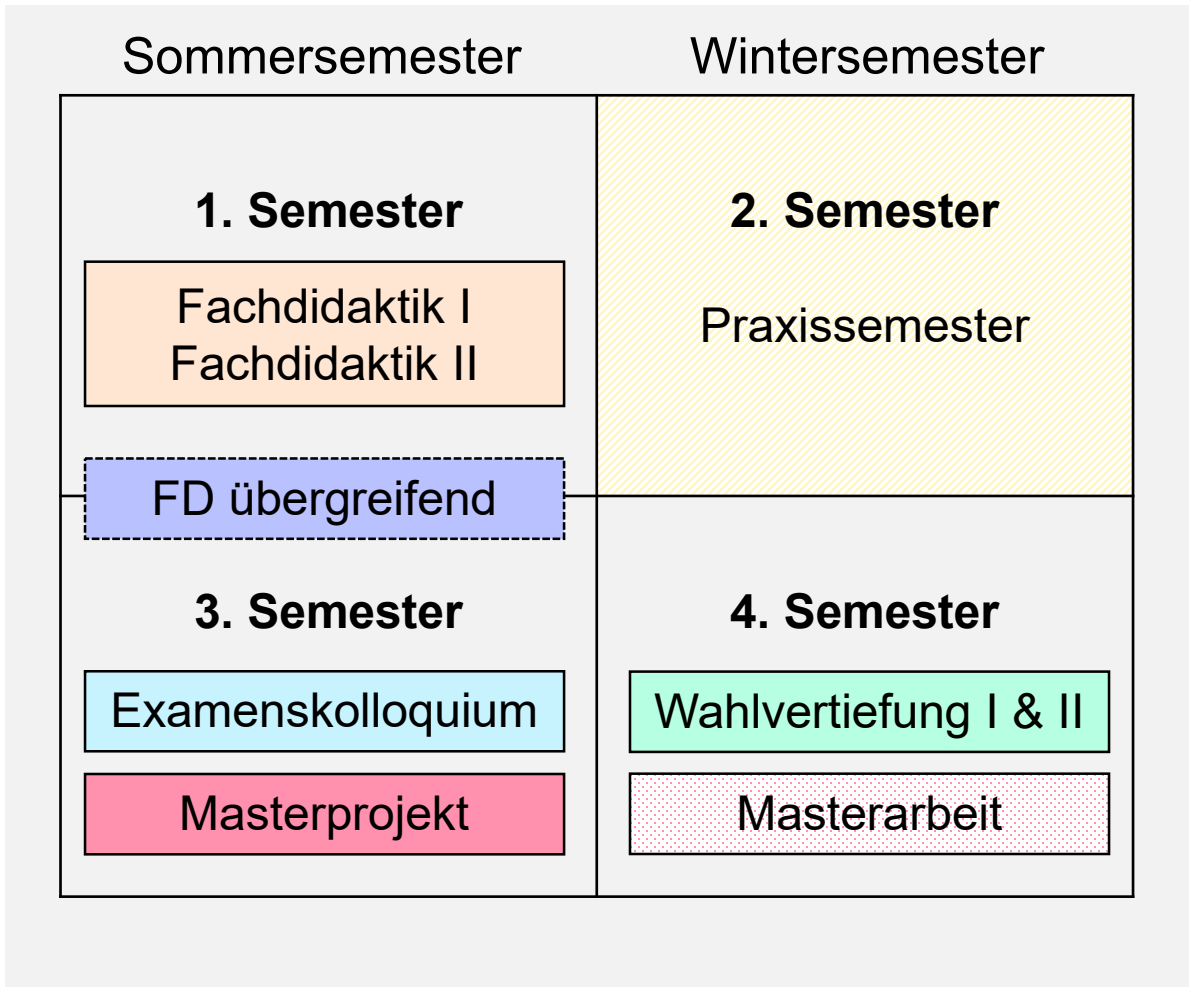 Sommersemester
Wintersemester
1. Semester
Fachdidaktik I
Fachdidaktik II
2. Semester
Praxissemester
FD übergreifend
3. Semester
Examenskolloquium
Masterprojekt
4. Semester
Wahlvertiefung I & II
Masterarbeit